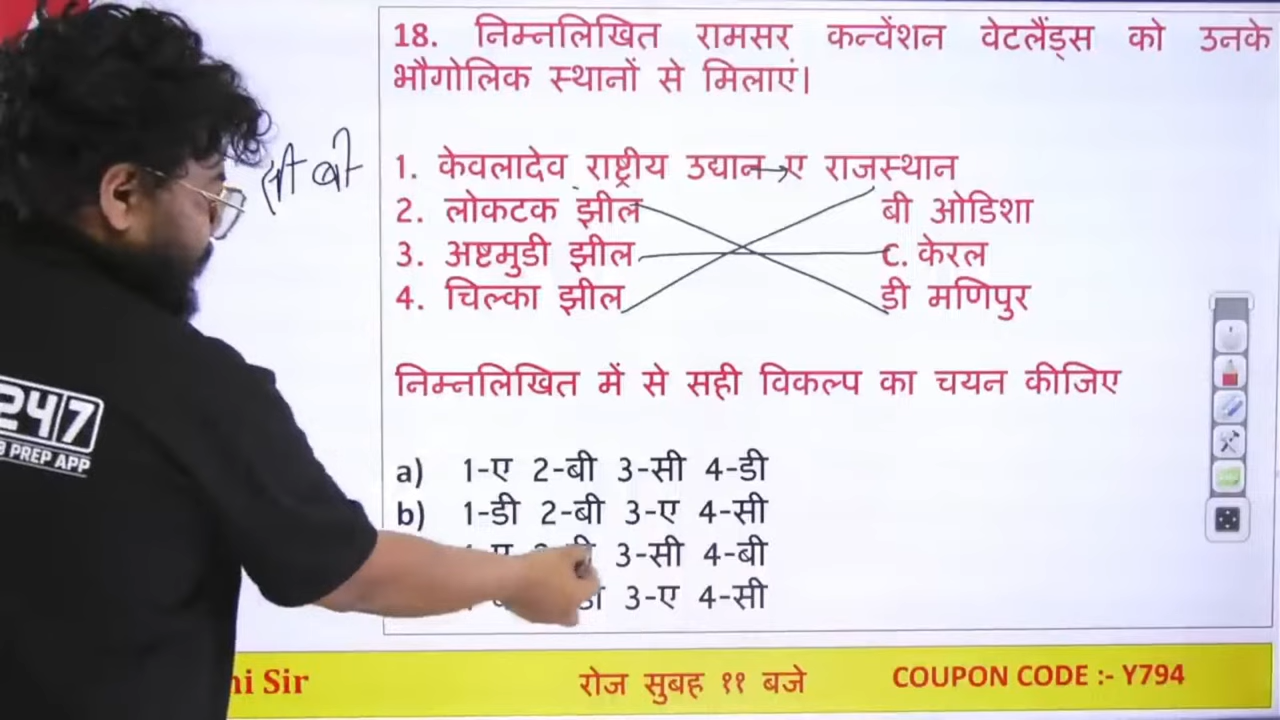 18. निम्नलिखित रामसर कन्वेंशन वेटलैंड्स को उनके
भौगोलिक स्थानों से मिलाएं।
1. केवलादेव राष्ट्रीय उद्यान ए राजस्थान
2. लोकटक झील बी ओडिशा
3. अष्टमुडी झील C. केरल
4. चिल्का झील डी मणिपुर
निम्नलिखित में से सही विकल्प का चयन कीजिए
a) 1-ए 2-बी 3-सी 4-डी
b) 1-डी 2-बी 3-ए 4-सी
3-सी 4-बी
3-ए 4-सी
247
PREP APP
Sir
रोज सुबह ११ बजे
COUPON CODE :- Y794